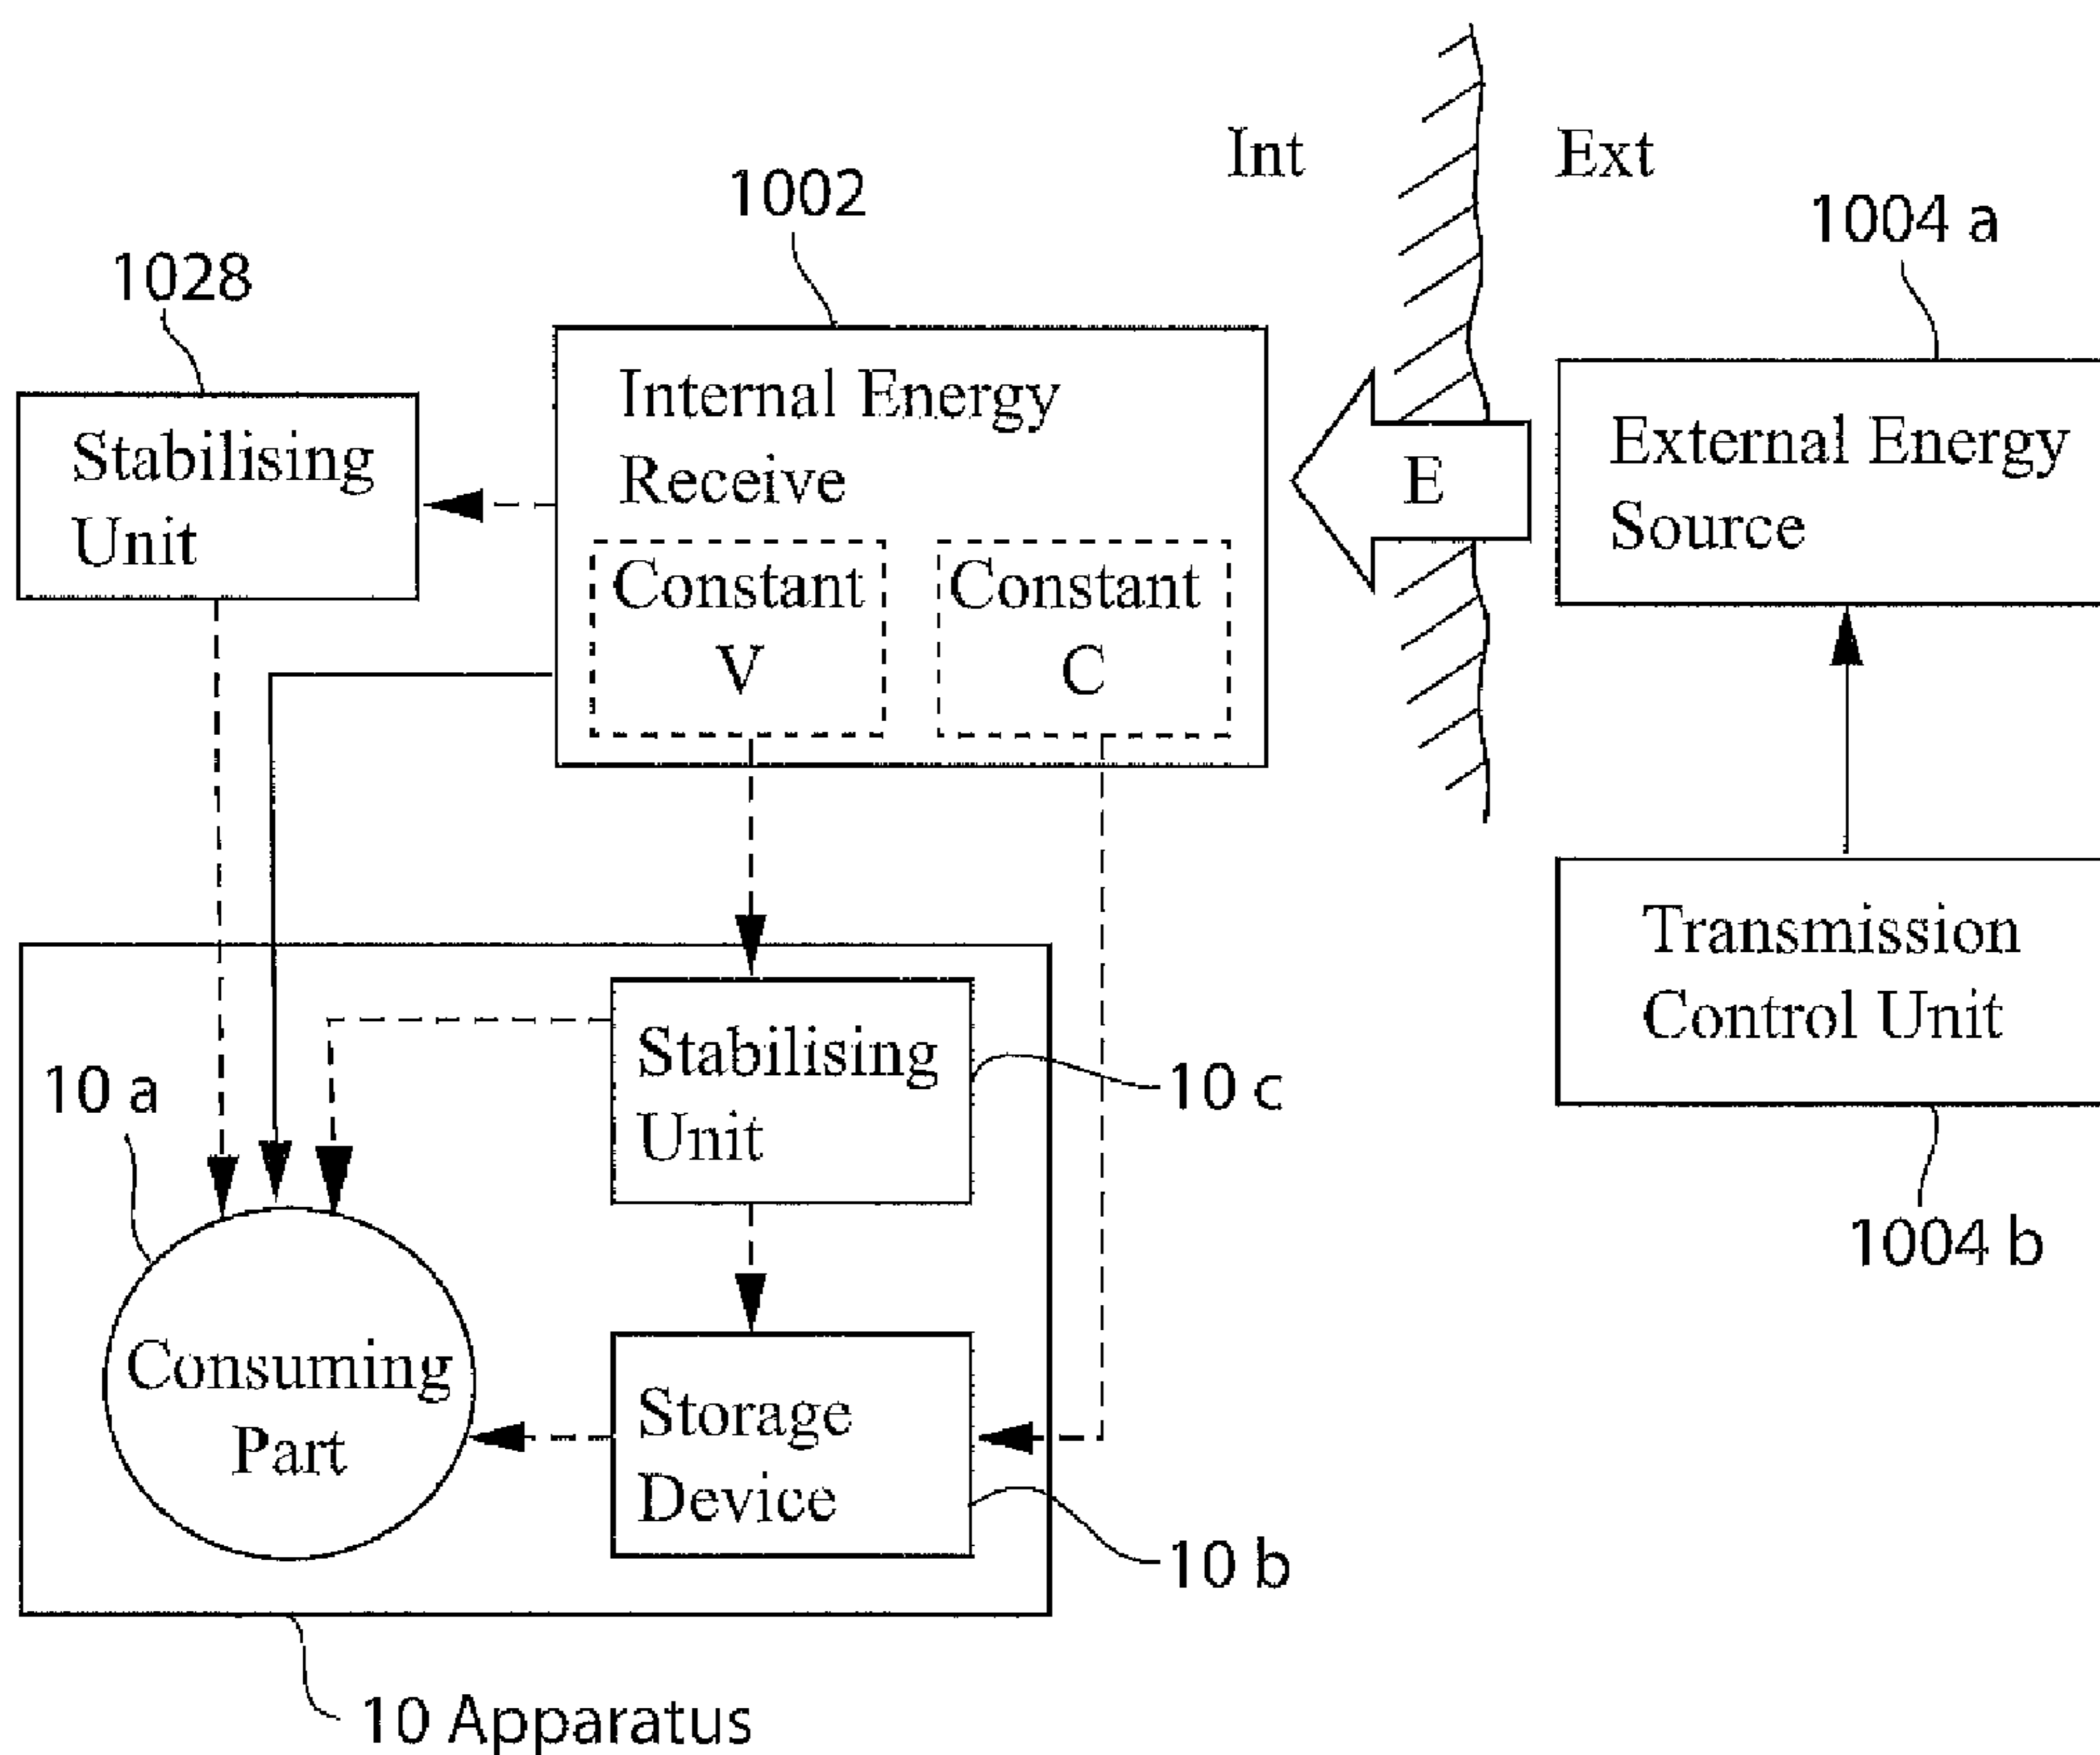 Int
Ext
1002
1004 a
1028
Internal Energy
Receive
Stabilising
Unit
External Energy
Source
E
Constant
V
Constant
C
Transmission
Control Unit
10 a
Stabilising
Unit
10 c
1004 b
Consuming
Part
Storage
Device
10 b
10 Apparatus